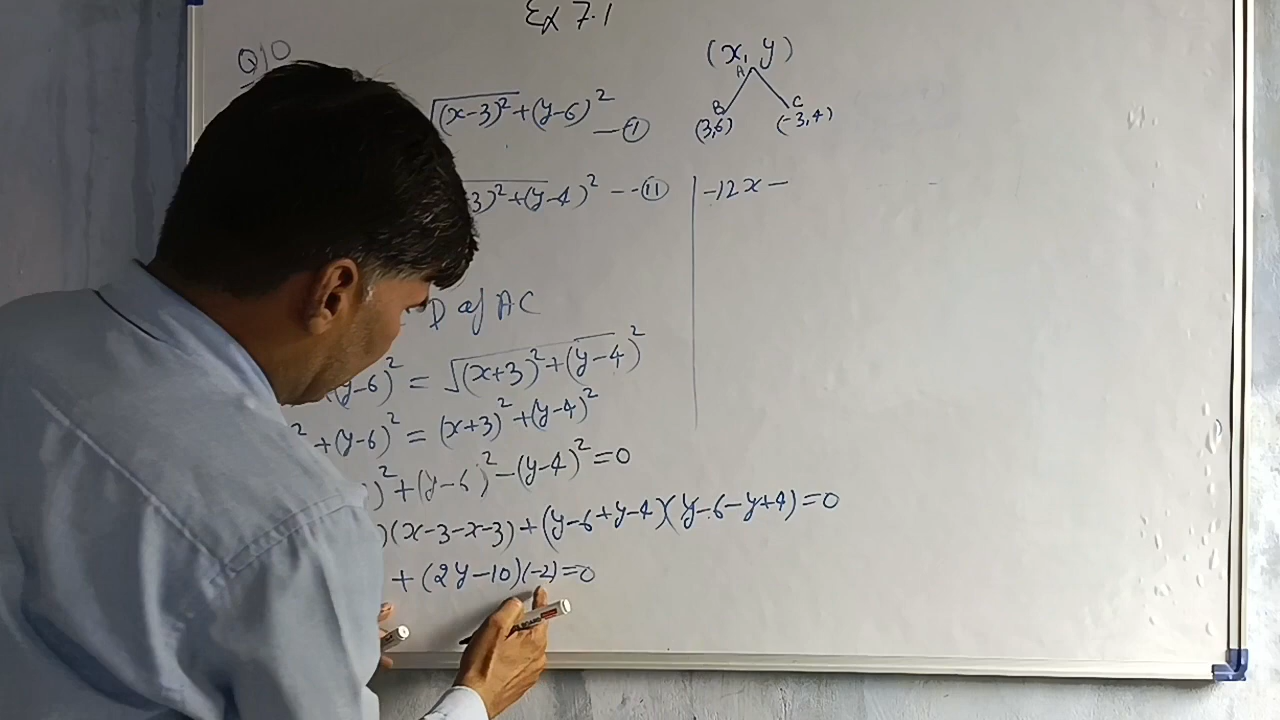 Ex 7.1
Q10
(x, y)
A
B C
(3,6) (-3,4)
√(x-3)²+(y-6)² —(I)
3)²+(y-4)² --(II)
-12x -
D of AC
(y-6)² = √(x+3)²+(y-4)²
² +(y-6)² = (x+3)²+(y-4)²
)²+(y-6)²-(y-4)²=0
)(x-3-x-3)+(y-6+y-4)(y-6-y+4)=0
+(2y-10)(-2)=0